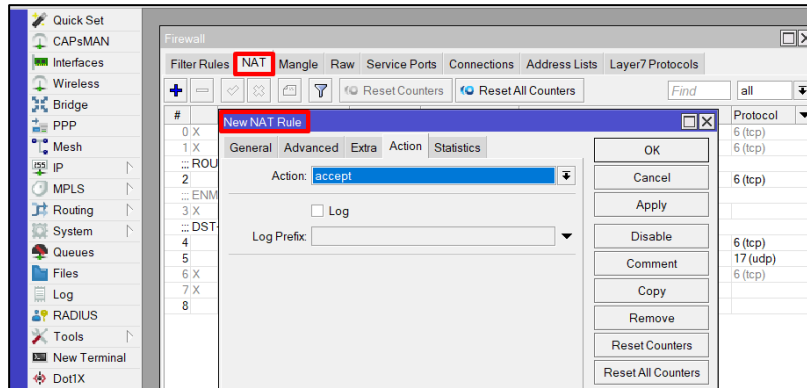 Quick Set
CAPsMAN
Interfaces
Wireless
Bridge
PPP
Mesh
IP
MPLS
Routing
System
Queues
Files
Log
RADIUS
Tools
New Terminal
Dot1X
Firewall
Filter Rules NAT Mangle Raw Service Ports Connections Address Lists Layer7 Protocols
Reset Counters Reset All Counters Find all
# Protocol
0 X 6 (tcp)
1 X 6 (tcp)
::: ROU
2 6 (tcp)
::: ENM
3 X
::: DST-
4 6 (tcp)
5 17 (udp)
6 X 6 (tcp)
7 X
8
New NAT Rule
General Advanced Extra Action Statistics
Action: accept
Log
Log Prefix:
OK
Cancel
Apply
Disable
Comment
Copy
Remove
Reset Counters
Reset All Counters